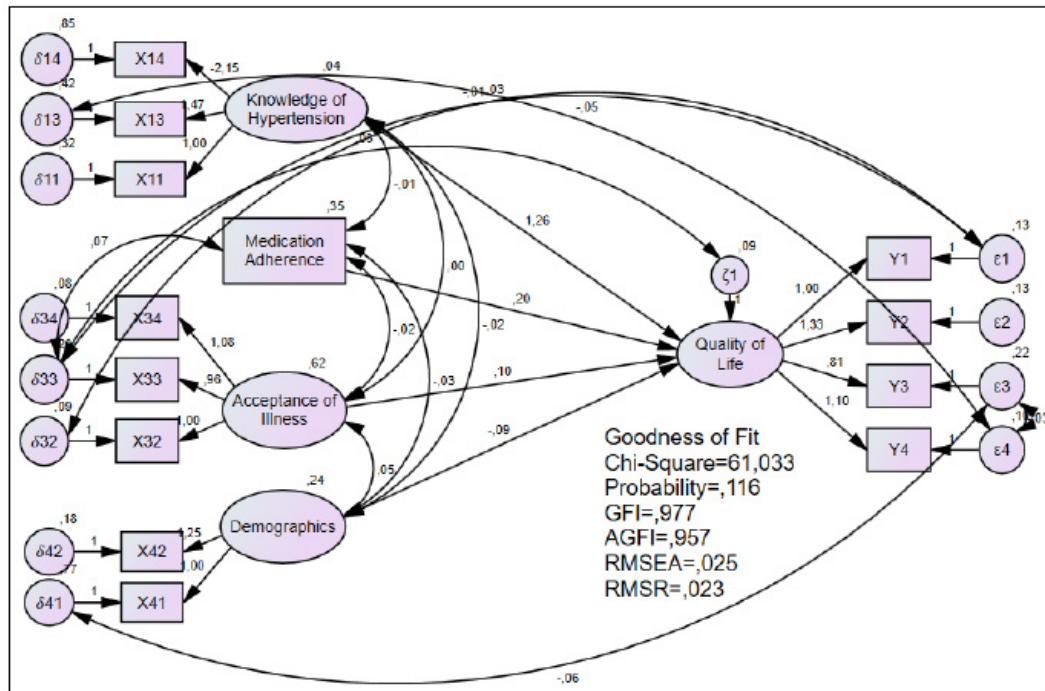 ,85
δ14
1
X14
-2,15
,04
,42
δ13
1
X13
Knowledge of
Hypertension
-,01
,03
-,05
,32
δ11
1
X11
1,00
-,01
,35
Medication
Adherence
,07
1,26
,00
,09
ζ1
1
,13
Y1
1
ε1
1,00
,08
δ34
1
X34
1,08
-,02
,20
-,02
,13
Y2
1
ε2
1,33
Quality of
Life
δ33
1
X33
,96
,62
Acceptance of
Illness
,10
-,03
,22
Y3
1
ε3
,81
,09
δ32
1
X32
1,00
-,09
1,10
Y4
1
ε4
,05
,24
Demographics
,18
δ42
1
X42
1,25
,77
δ41
1
X41
1,00
Goodness of Fit
Chi-Square=61,033
Probability=,116
GFI=,977
AGFI=,957
RMSEA=,025
RMSR=,023
-,06